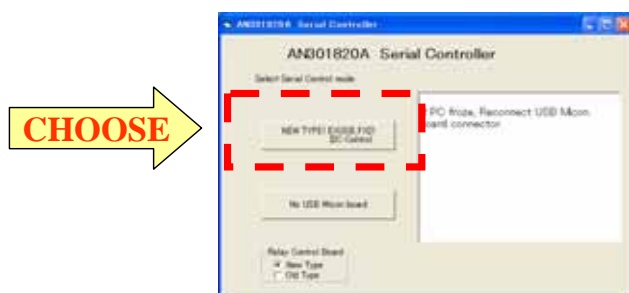 AN301820A Serial Controller
AN301820A Serial Controller
Select Serial Control mode
CHOOSE
NEW TYPE!
I2C Control
PC froze, Reconnect USB Micon
board connector
No USB Micon board
Relay Control Board
New Type
Old Type